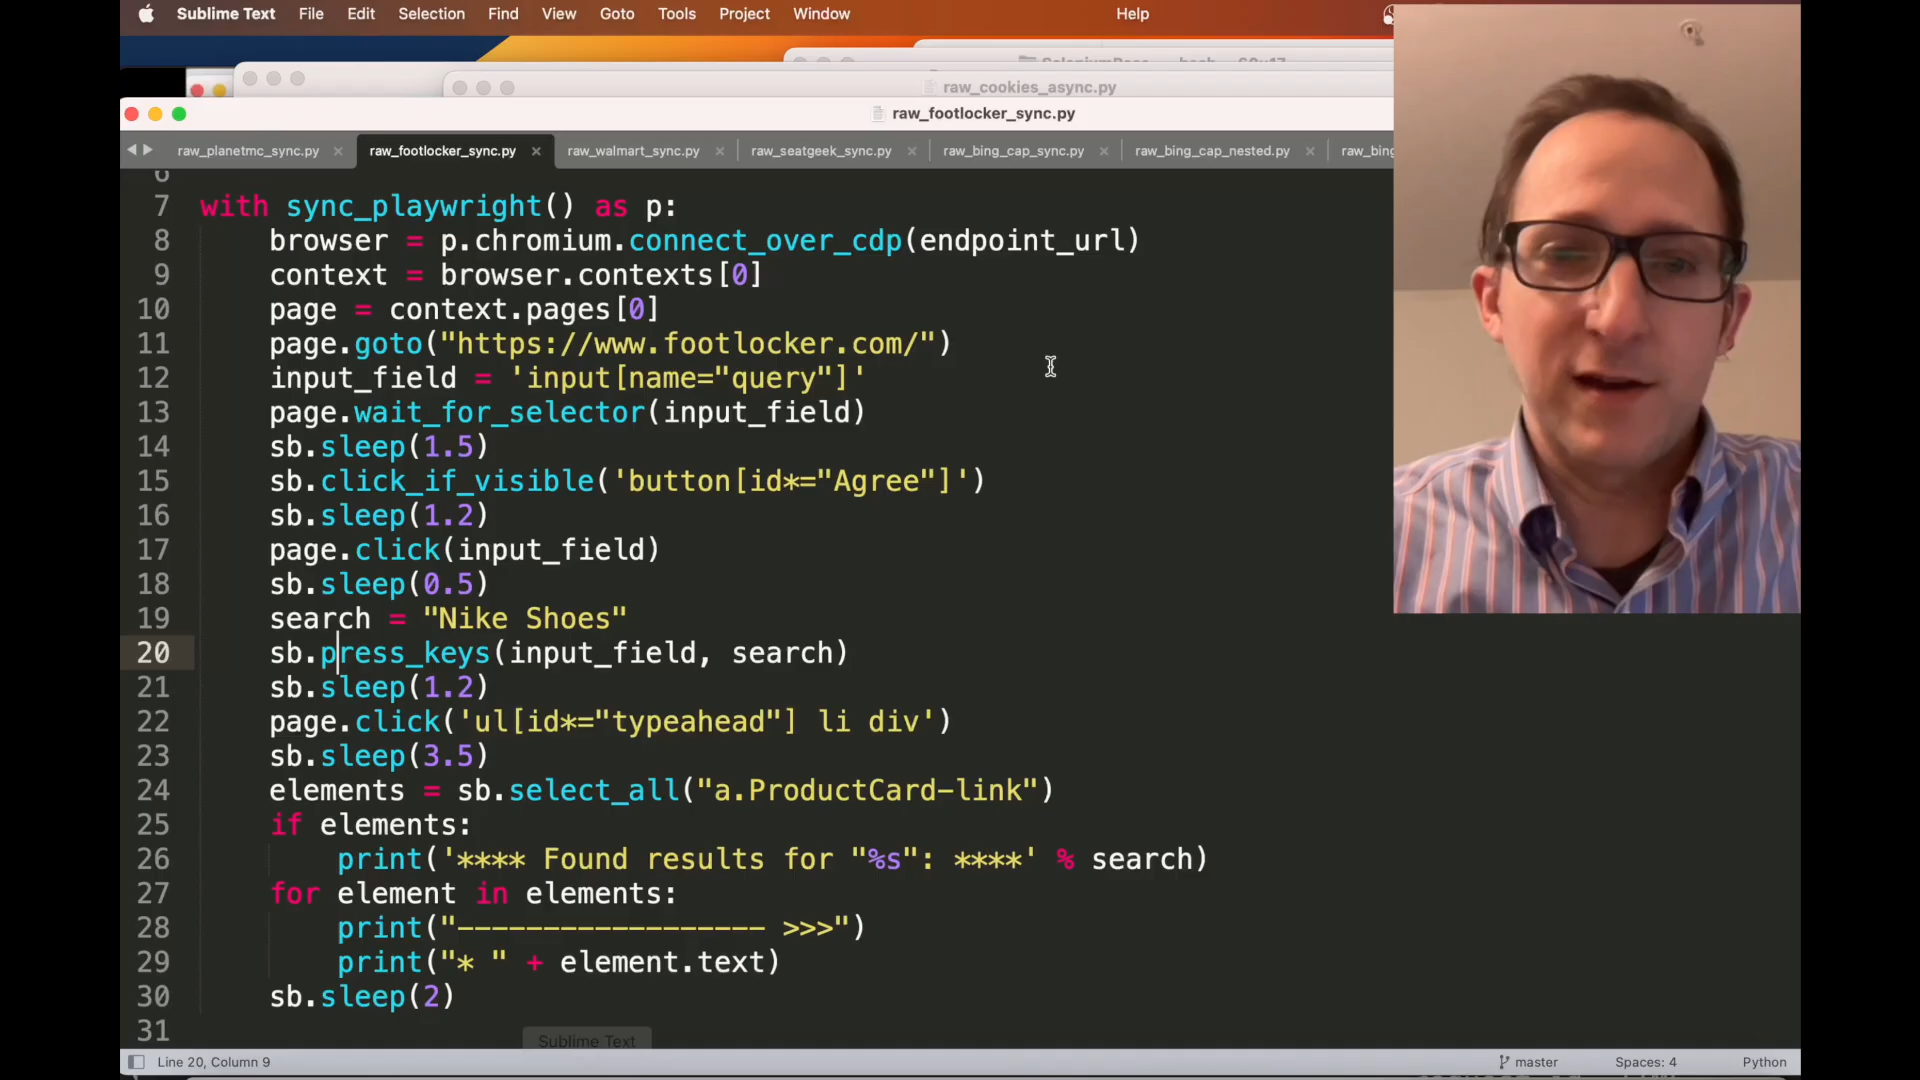 Sublime Text File Edit Selection Find View Goto Tools Project Window Help
raw_cookies_async.py
raw_footlocker_sync.py
raw_planetmc_sync.py raw_footlocker_sync.py raw_walmart_sync.py raw_seatgeek_sync.py raw_bing_cap_sync.py raw_bing_cap_nested.py raw_bing
6
7 with sync_playwright() as p:
8 browser = p.chromium.connect_over_cdp(endpoint_url)
9 context = browser.contexts[0]
10 page = context.pages[0]
11 page.goto("https://www.footlocker.com/")
12 input_field = 'input[name="query"]'
13 page.wait_for_selector(input_field)
14 sb.sleep(1.5)
15 sb.click_if_visible('button[id*="Agree"]')
16 sb.sleep(1.2)
17 page.click(input_field)
18 sb.sleep(0.5)
19 search = "Nike Shoes"
20 sb.press_keys(input_field, search)
21 sb.sleep(1.2)
22 page.click('ul[id*="typeahead"] li div')
23 sb.sleep(3.5)
24 elements = sb.select_all("a.ProductCard-link")
25 if elements:
26 print('**** Found results for "%s": ****' % search)
27 for element in elements:
28 print("------------------ >>>")
29 print("* " + element.text)
30 sb.sleep(2)
31
Sublime Text
Line 20, Column 9 master Spaces: 4 Python